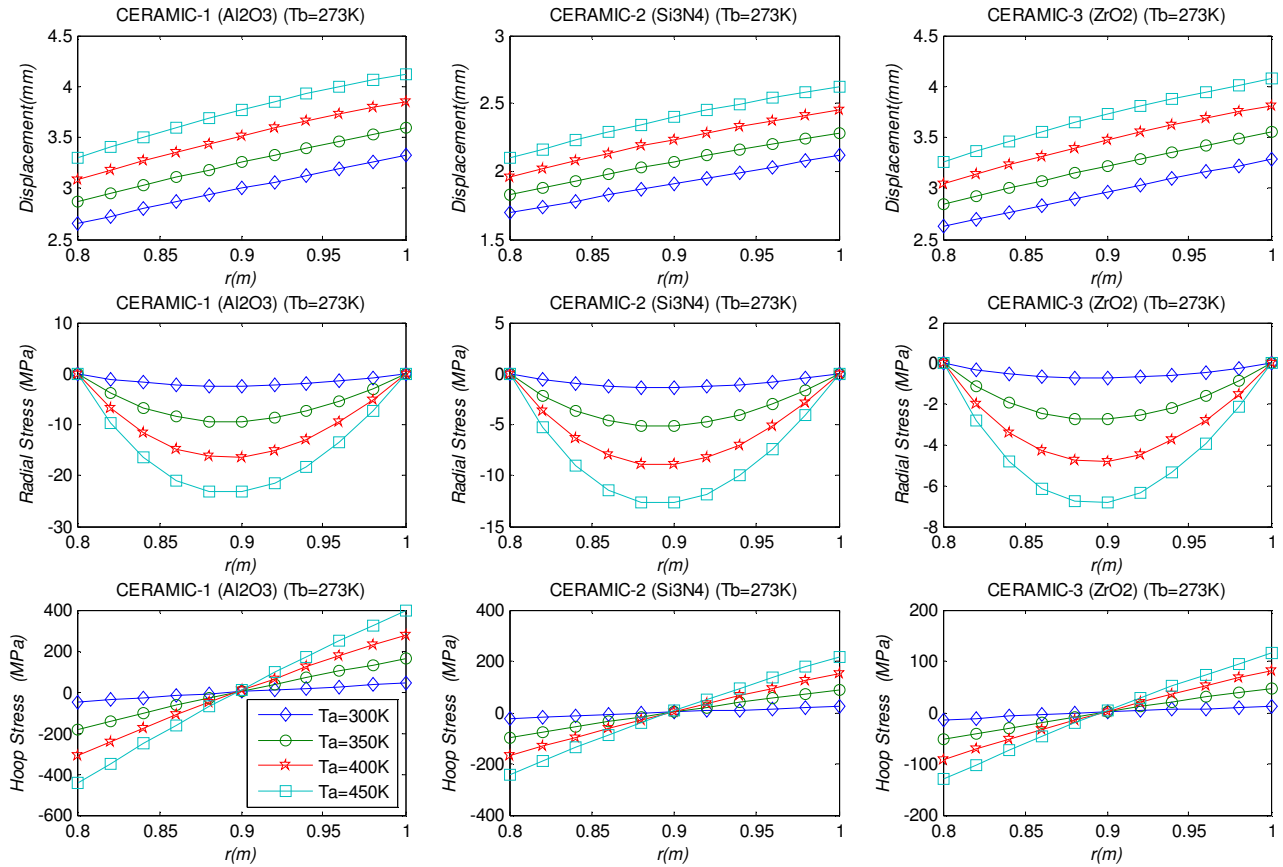 CERAMIC-1 (Al2O3) (Tb=273K)
4.5
4
3.5
3
2.5
0.8 0.85 0.9 0.95 1
Displacement(mm)
r(m)
CERAMIC-2 (Si3N4) (Tb=273K)
3
2.5
2
1.5
0.8 0.85 0.9 0.95 1
Displacement(mm)
r(m)
CERAMIC-3 (ZrO2) (Tb=273K)
4.5
4
3.5
3
2.5
0.8 0.85 0.9 0.95 1
Displacement(mm)
r(m)
CERAMIC-1 (Al2O3) (Tb=273K)
10
0
-10
-20
-30
0.8 0.85 0.9 0.95 1
Radial Stress (MPa)
r(m)
CERAMIC-2 (Si3N4) (Tb=273K)
5
0
-5
-10
-15
0.8 0.85 0.9 0.95 1
Radial Stress (MPa)
r(m)
CERAMIC-3 (ZrO2) (Tb=273K)
2
0
-2
-4
-6
-8
0.8 0.85 0.9 0.95 1
Radial Stress (MPa)
r(m)
CERAMIC-1 (Al2O3) (Tb=273K)
400
200
0
-200
-400
-600
0.8 0.85 0.9 0.95 1
Hoop Stress (MPa)
r(m)
Ta=300K
Ta=350K
Ta=400K
Ta=450K
CERAMIC-2 (Si3N4) (Tb=273K)
400
200
0
-200
-400
0.8 0.85 0.9 0.95 1
Hoop Stress (MPa)
r(m)
CERAMIC-3 (ZrO2) (Tb=273K)
200
100
0
-100
-200
0.8 0.85 0.9 0.95 1
Hoop Stress (MPa)
r(m)